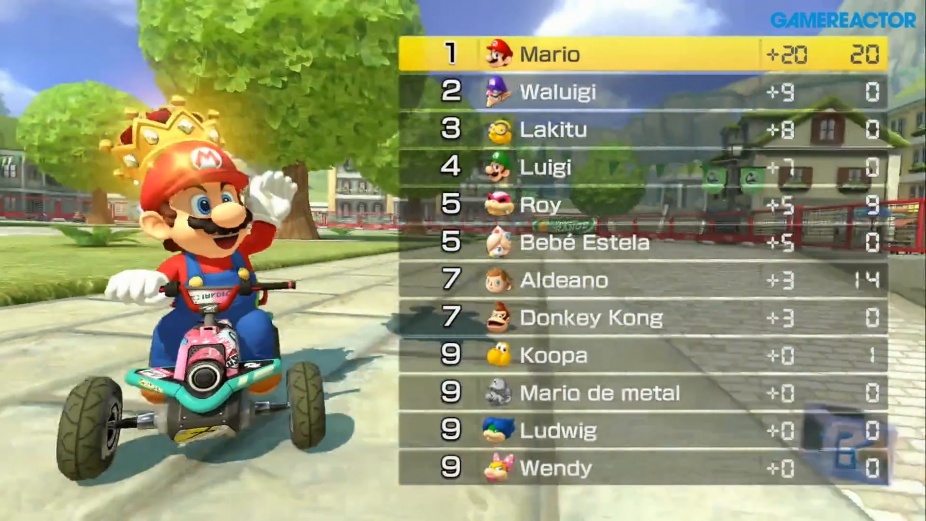 GAMEREACTOR
1 Mario +20 20
2 Waluigi +9 0
3 Lakitu +8 0
4 Luigi +7 0
5 Roy +5 9
5 Bebé Estela +5 0
7 Aldeano +3 14
7 Donkey Kong +3 0
9 Koopa +0 1
9 Mario de metal +0 0
9 Ludwig +0 0
9 Wendy +0 0
M